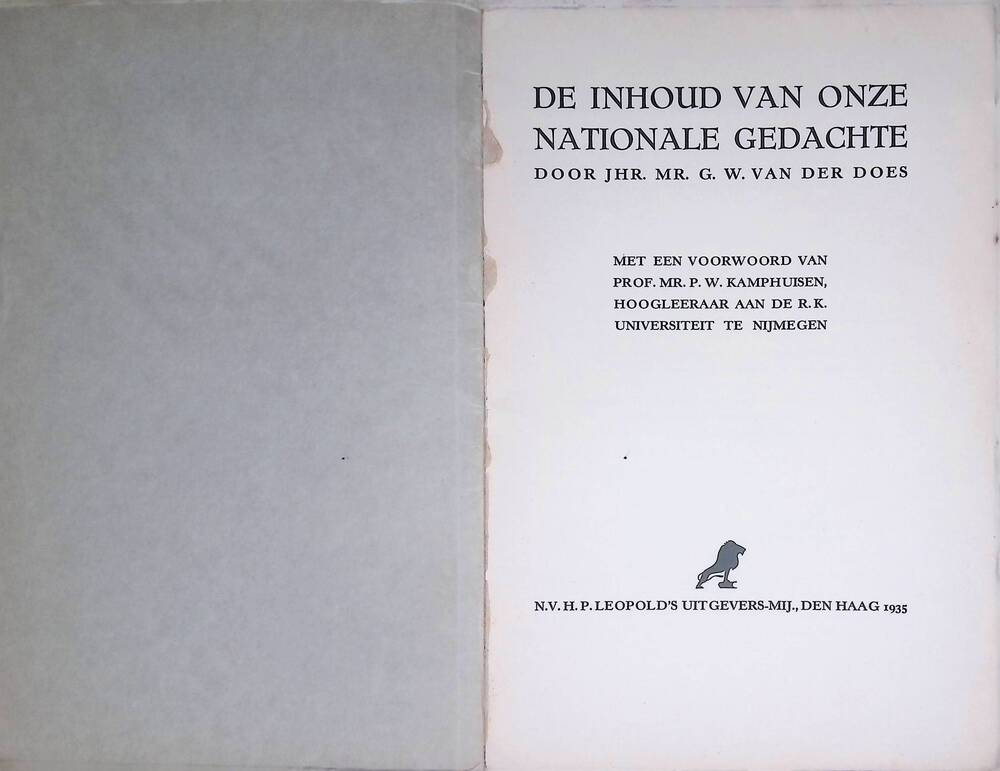 DE INHOUD VAN ONZE
NATIONALE GEDACHTE
DOOR JHR. MR. G. W. VAN DER DOES
MET EEN VOORWOORD VAN
PROF. MR. P. W. KAMPHUISEN,
HOOGLEERAAR AAN DE R.K.
UNIVERSITEIT TE NIJMEGEN
N.V. H. P. LEOPOLD'S UITGEVERS-MIJ., DEN HAAG 1935